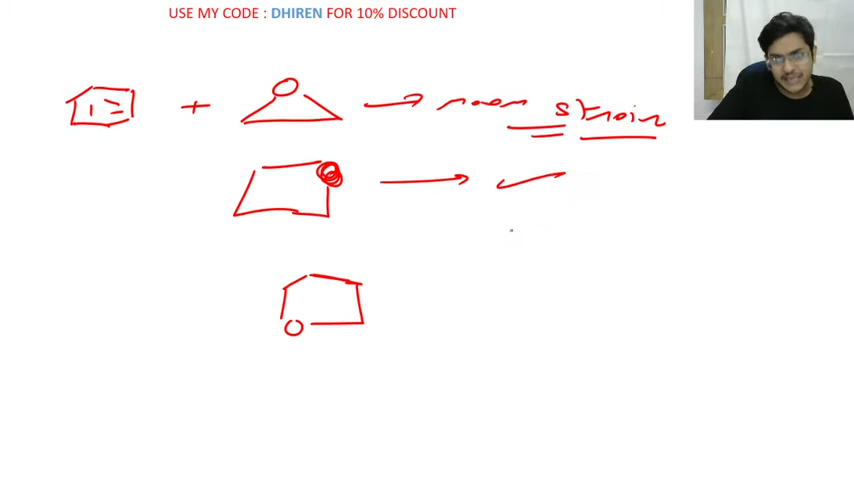 USE MY CODE : DHIREN FOR 10% DISCOUNT
+ O → strain
O